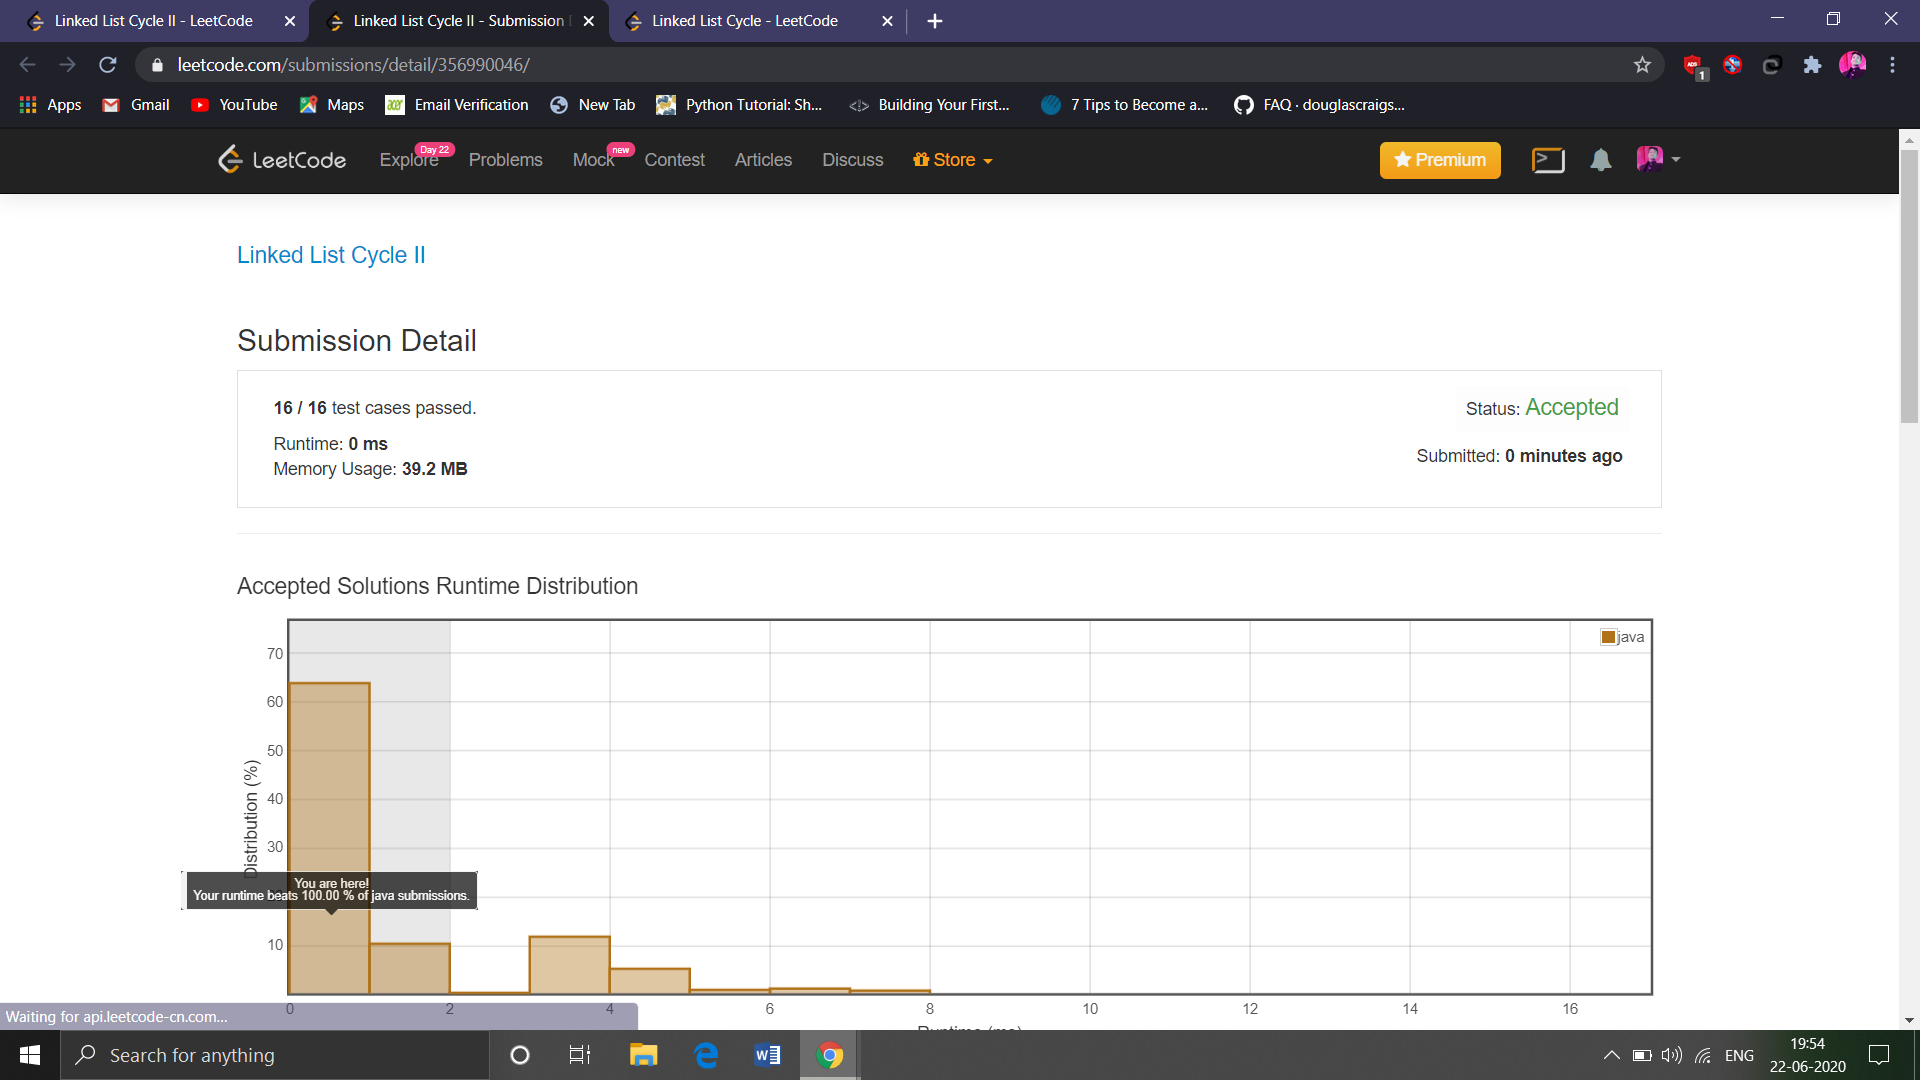 Linked List Cycle II - LeetCode
Linked List Cycle II - Submission
Linked List Cycle - LeetCode
leetcode.com/submissions/detail/356990046/
ABS
1
Apps
Gmail
YouTube
Maps
acer
Email Verification
New Tab
Python Tutorial: Sh...
Building Your First...
7 Tips to Become a...
FAQ · douglascraigs...
LeetCode
Explore
Day 22
Problems
Mock
new
Contest
Articles
Discuss
Store
Premium
Linked List Cycle II
Submission Detail
16 / 16 test cases passed.
Status: Accepted
Runtime: 0 ms
Memory Usage: 39.2 MB
Submitted: 0 minutes ago
Accepted Solutions Runtime Distribution
java
70
60
50
40
30
10
Distribution (%)
You are here!
Your runtime beats 100.00 % of java submissions.
0
2
4
6
8
10
12
14
16
Runtime (ms)
Waiting for api.leetcode-cn.com...
Search for anything
ENG
19:54
22-06-2020